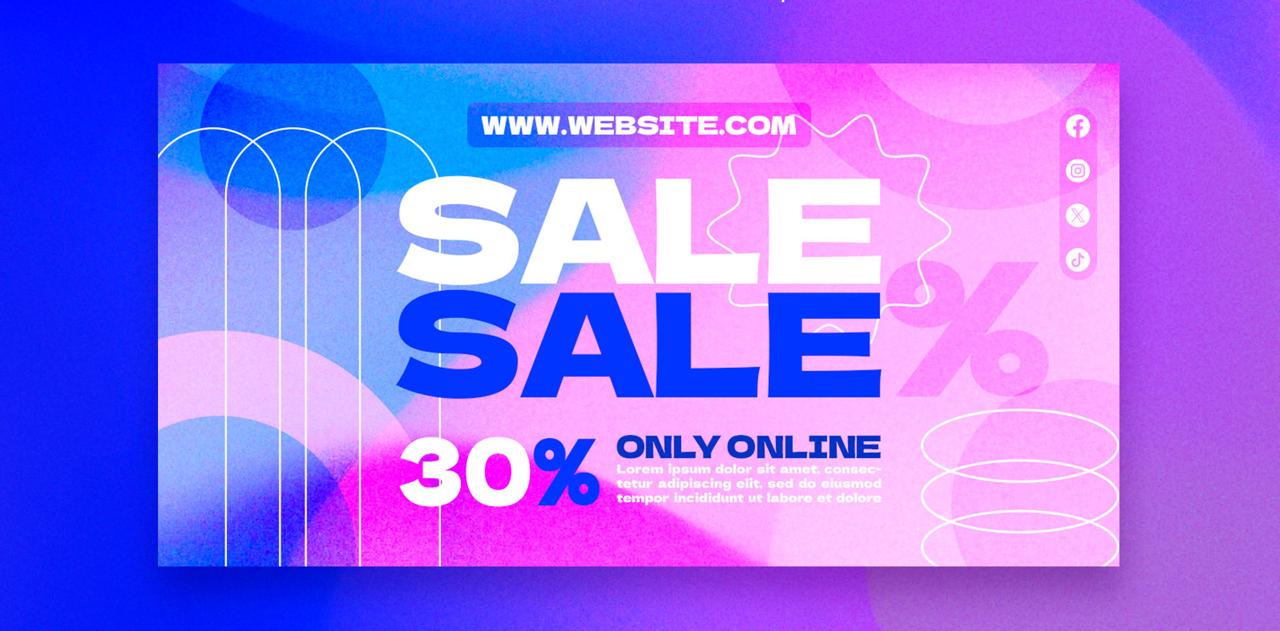 WWW.WEBSITE.COM
SALE
SALE
%
30%
ONLY ONLINE
Lorem ipsum dolor sit amet, consec-
tetur adipiscing elit, sed do eiusmod
tempor incididunt ut labore et dolore